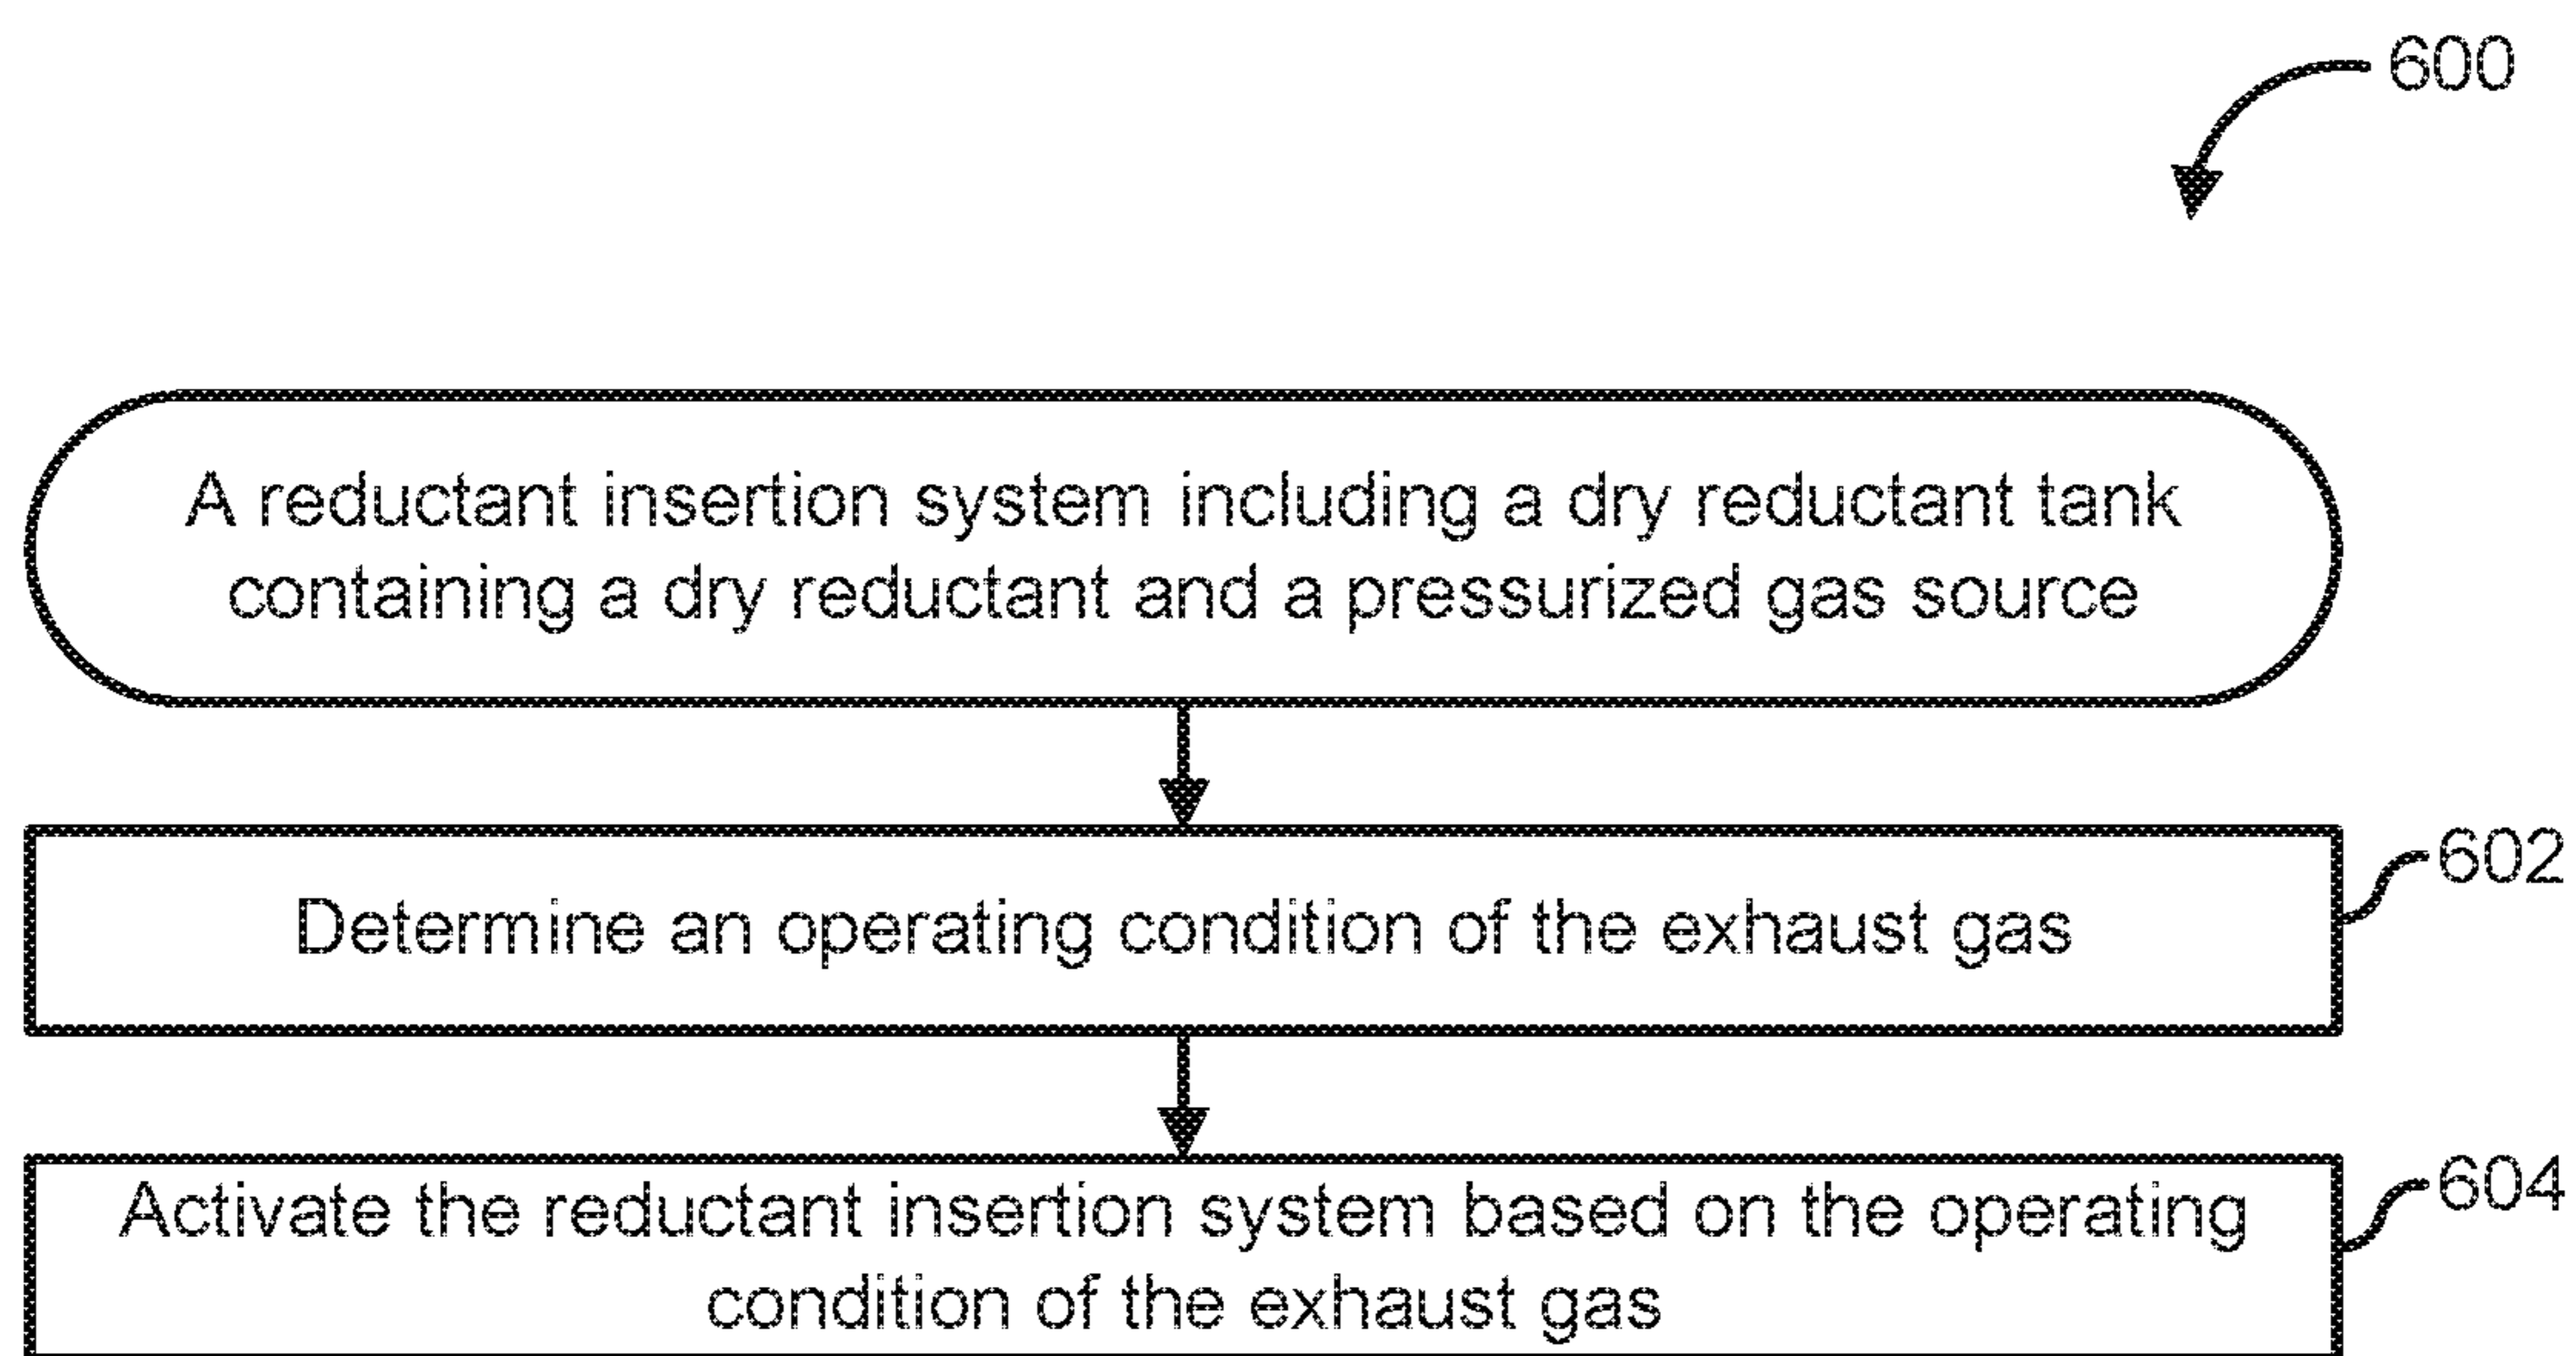 600
A reductant insertion system including a dry reductant tank
containing a dry reductant and a pressurized gas source
Determine an operating condition of the exhaust gas
602
Activate the reductant insertion system based on the operating
condition of the exhaust gas
604